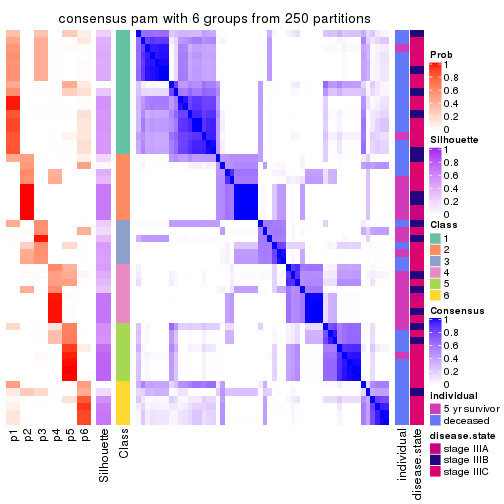 consensus pam with 6 groups from 250 partitions
Prob
1
0.8
0.6
0.4
0.2
0
Silhouette
1
0.8
0.6
0.4
0.2
0
Class
1
2
3
4
5
6
Consensus
1
0.8
0.6
0.4
0.2
0
individual
5 yr survivor
deceased
disease.state
stage IIIA
stage IIIB
stage IIIC
p1
p2
p3
p4
p5
p6
Silhouette
Class
individual
disease.state